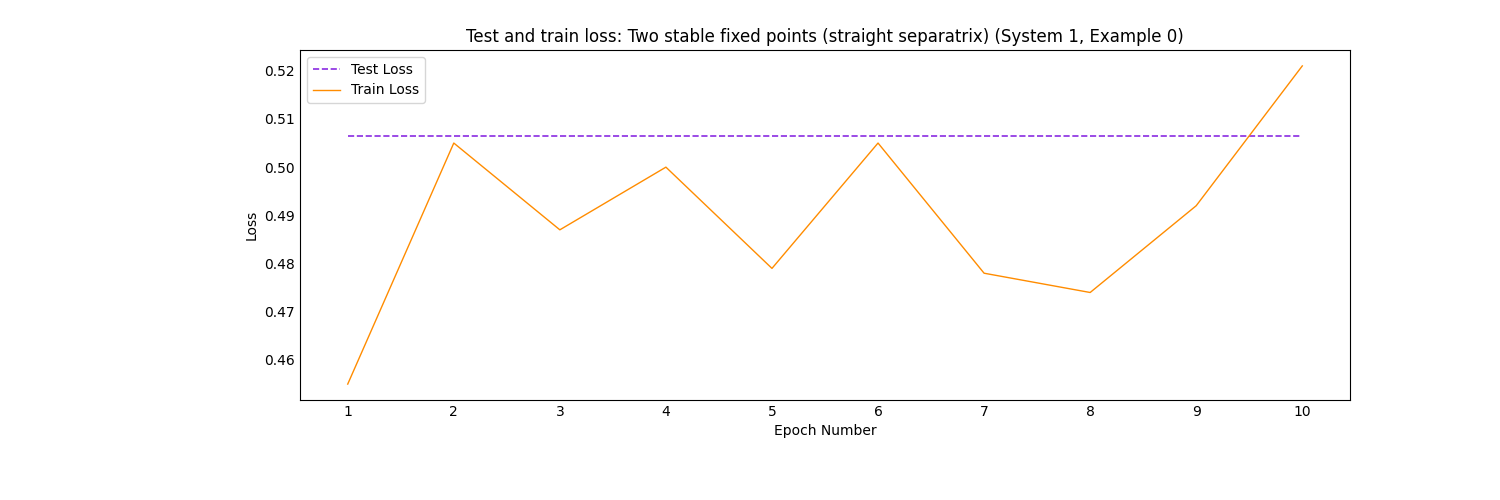 Test and train loss: Two stable fixed points (straight separatrix) (System 1, Example 0)
Test Loss
Train Loss
0.52
0.51
0.50
0.49
0.48
0.47
0.46
Loss
1 2 3 4 5 6 7 8 9 10
Epoch Number